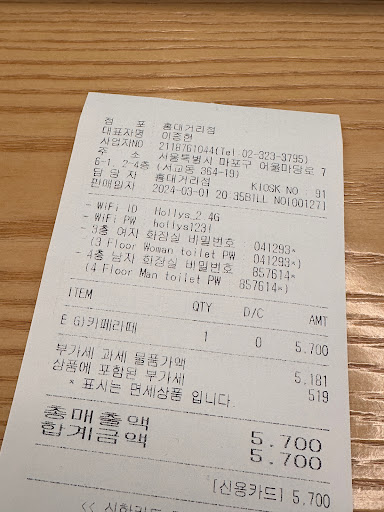 점 포 : 홍대거리점
대표자명 : 이종현
사업자NO : 2118761044(Tel:02-323-3795)
주 소 : 서울특별시 마포구 어울마당로 7
6-1, 2-4층 (서교동 364-19)
담 당 자 : 홍대거리점 KIOSK NO : 91
판매일자 : 2024-03-01 20:35BILL NO[00127]
- WiFi ID : Hollys_2.4G
- WiFi PW : hollys123!
- 3층 여자 화장실 비밀번호 : 041293*
(3 Floor Woman toilet PW : 041293*)
- 4층 남자 화장실 비밀번호 : 857614*
(4 Floor Man toilet PW : 857614*)
ITEM QTY D/C AMT
E G)카페라떼 1 0 5,700
부가세 과세 물품가액 5,181
상품에 포함된 부가세 519
* 표시는 면세상품 입니다.
총매출액 5,700
합계금액 5,700
[신용카드] 5,700